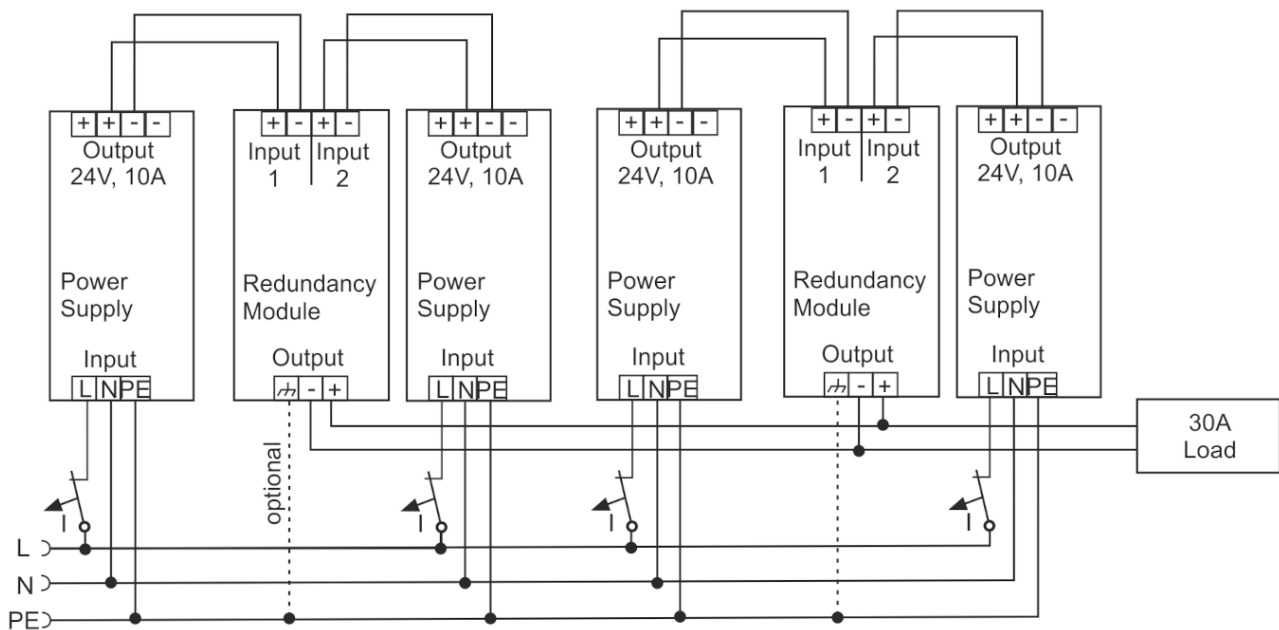 + + - -
Output
24V, 10A
Power
Supply
Input
L N PE
+ - + -
Input Input
1 2
Redundancy
Module
Output
- +
+ + - -
Output
24V, 10A
Power
Supply
Input
L N PE
+ + - -
Output
24V, 10A
Power
Supply
Input
L N PE
+ - + -
Input Input
1 2
Redundancy
Module
Output
- +
+ + - -
Output
24V, 10A
Power
Supply
Input
L N PE
30A
Load
optional
I
I
I
I
L
N
PE